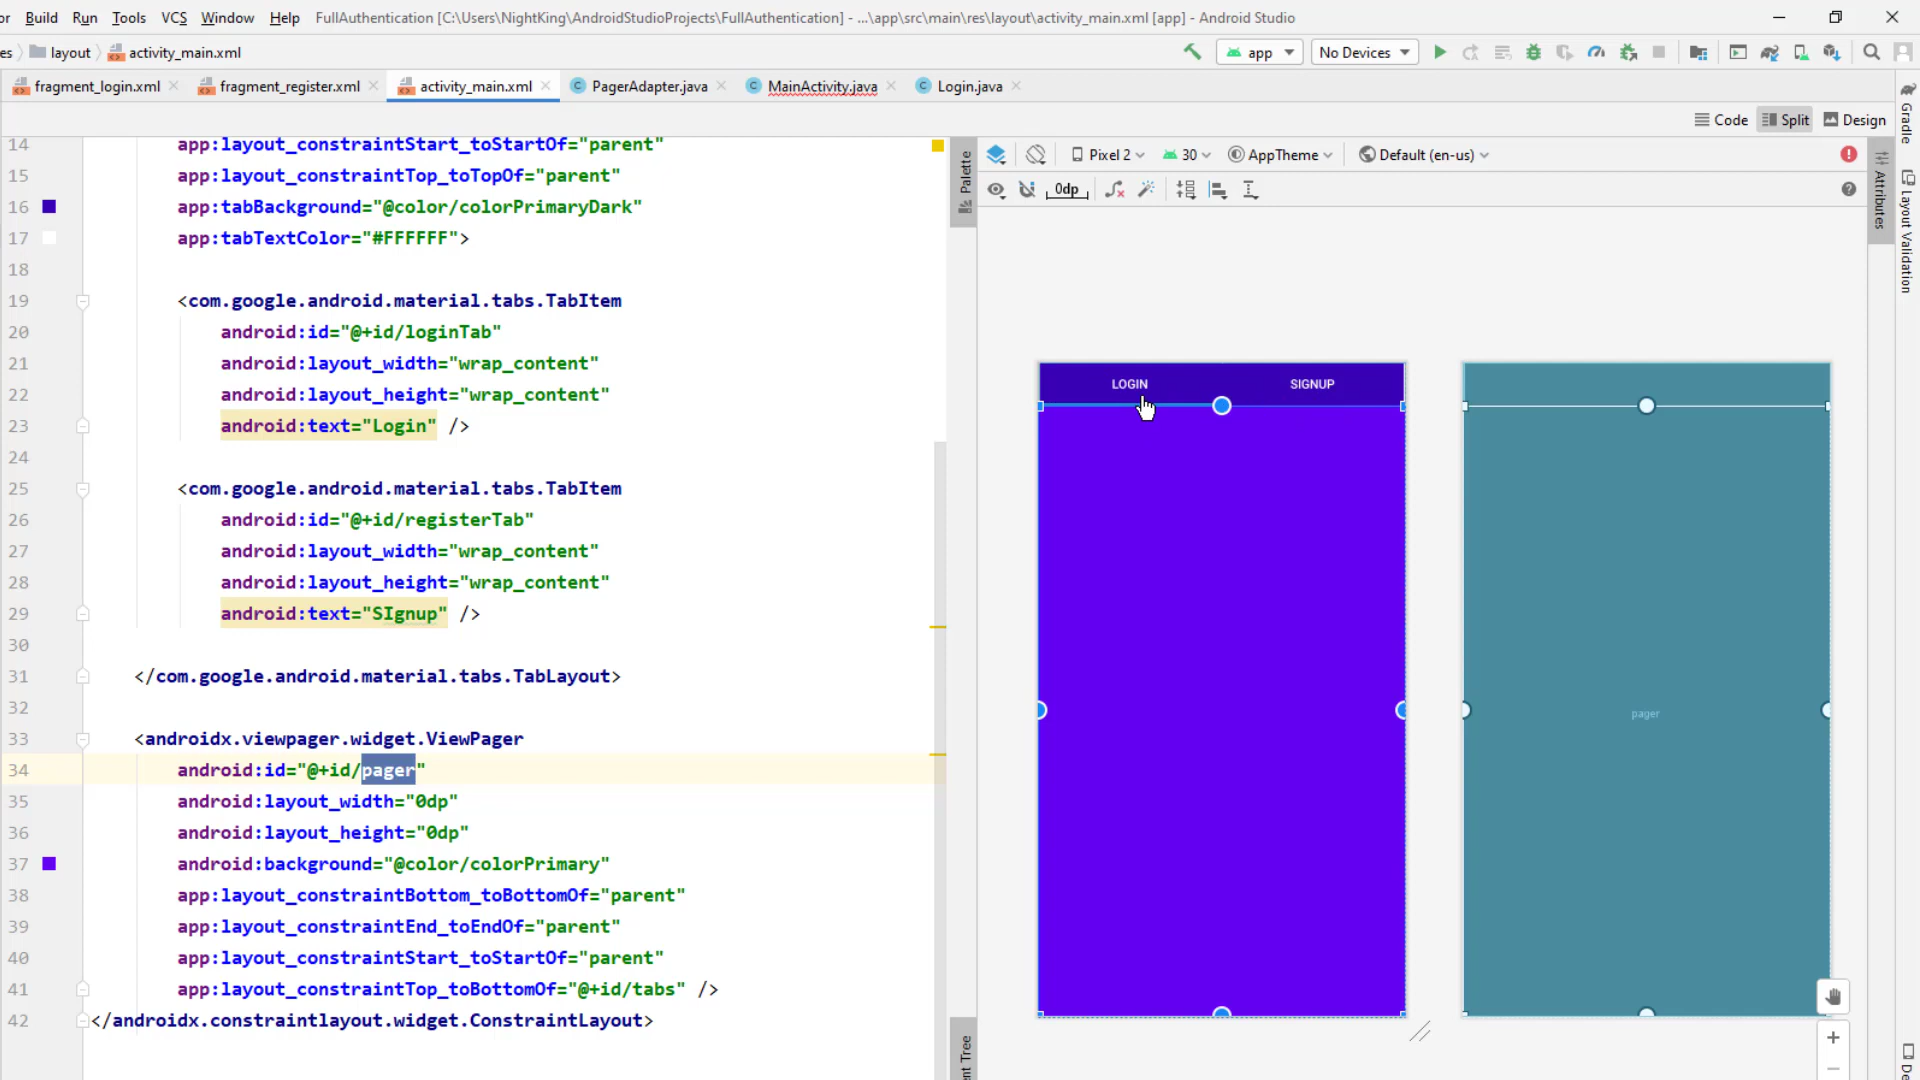 or Build Run Tools VCS Window Help FullAuthentication [C:\Users\NightKing\AndroidStudioProjects\FullAuthentication] - ...\app\src\main\res\layout\activity_main.xml [app] - Android Studio
es layout activity_main.xml app No Devices
fragment_login.xml fragment_register.xml activity_main.xml PagerAdapter.java MainActivity.java Login.java
Code Split Design
Palette Pixel 2 30 AppTheme Default (en-us)
0dp
14 app:layout_constraintStart_toStartOf="parent"
15 app:layout_constraintTop_toTopOf="parent"
16 app:tabBackground="@color/colorPrimaryDark"
17 app:tabTextColor="#FFFFFF">
18
19 <com.google.android.material.tabs.TabItem
20 android:id="@+id/loginTab"
21 android:layout_width="wrap_content"
22 android:layout_height="wrap_content"
23 android:text="Login" />
24
25 <com.google.android.material.tabs.TabItem
26 android:id="@+id/registerTab"
27 android:layout_width="wrap_content"
28 android:layout_height="wrap_content"
29 android:text="SIgnup" />
30
31 </com.google.android.material.tabs.TabLayout>
32
33 <androidx.viewpager.widget.ViewPager
34 android:id="@+id/pager"
35 android:layout_width="0dp"
36 android:layout_height="0dp"
37 android:background="@color/colorPrimary"
38 app:layout_constraintBottom_toBottomOf="parent"
39 app:layout_constraintEnd_toEndOf="parent"
40 app:layout_constraintStart_toStartOf="parent"
41 app:layout_constraintTop_toBottomOf="@+id/tabs" />
42 </androidx.constraintlayout.widget.ConstraintLayout>
LOGIN SIGNUP
pager
nt Tree
Attributes
Gradle
Layout Validation
De